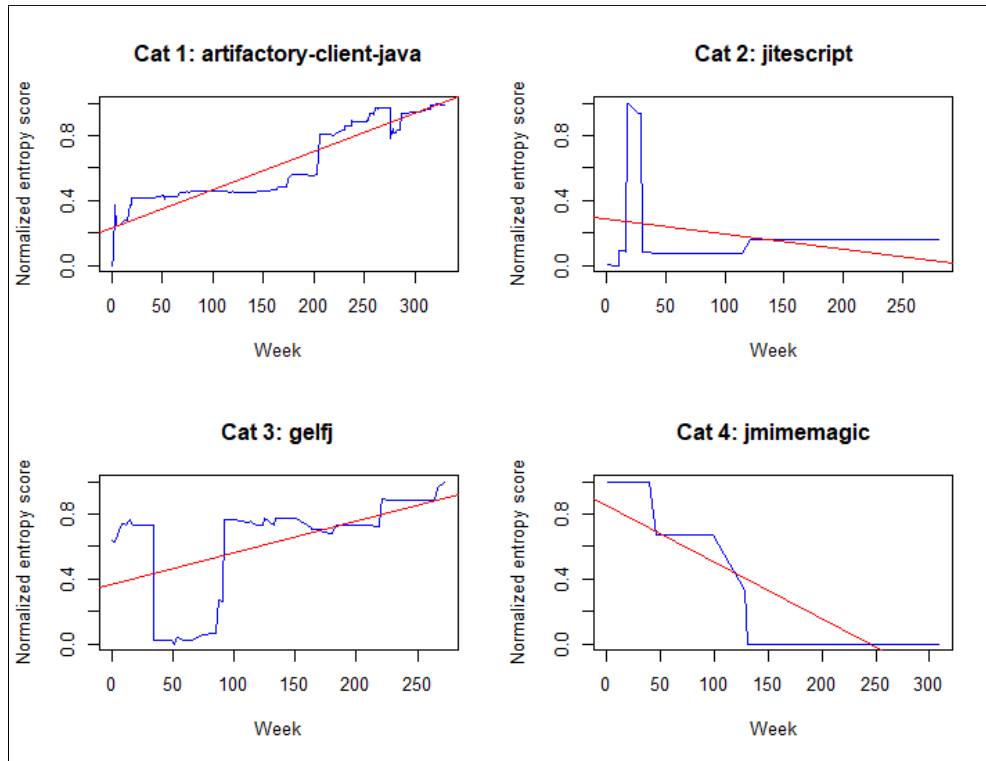 Cat 1: artifactory-client-java
Normalized entropy score
0.0 0.4 0.8
0 50 100 150 200 250 300
Week
Cat 2: jitescript
Normalized entropy score
0.0 0.4 0.8
0 50 100 150 200 250
Week
Cat 3: gelfj
Normalized entropy score
0.0 0.4 0.8
0 50 100 150 200 250
Week
Cat 4: jmimemagic
Normalized entropy score
0.0 0.4 0.8
0 50 100 150 200 250 300
Week